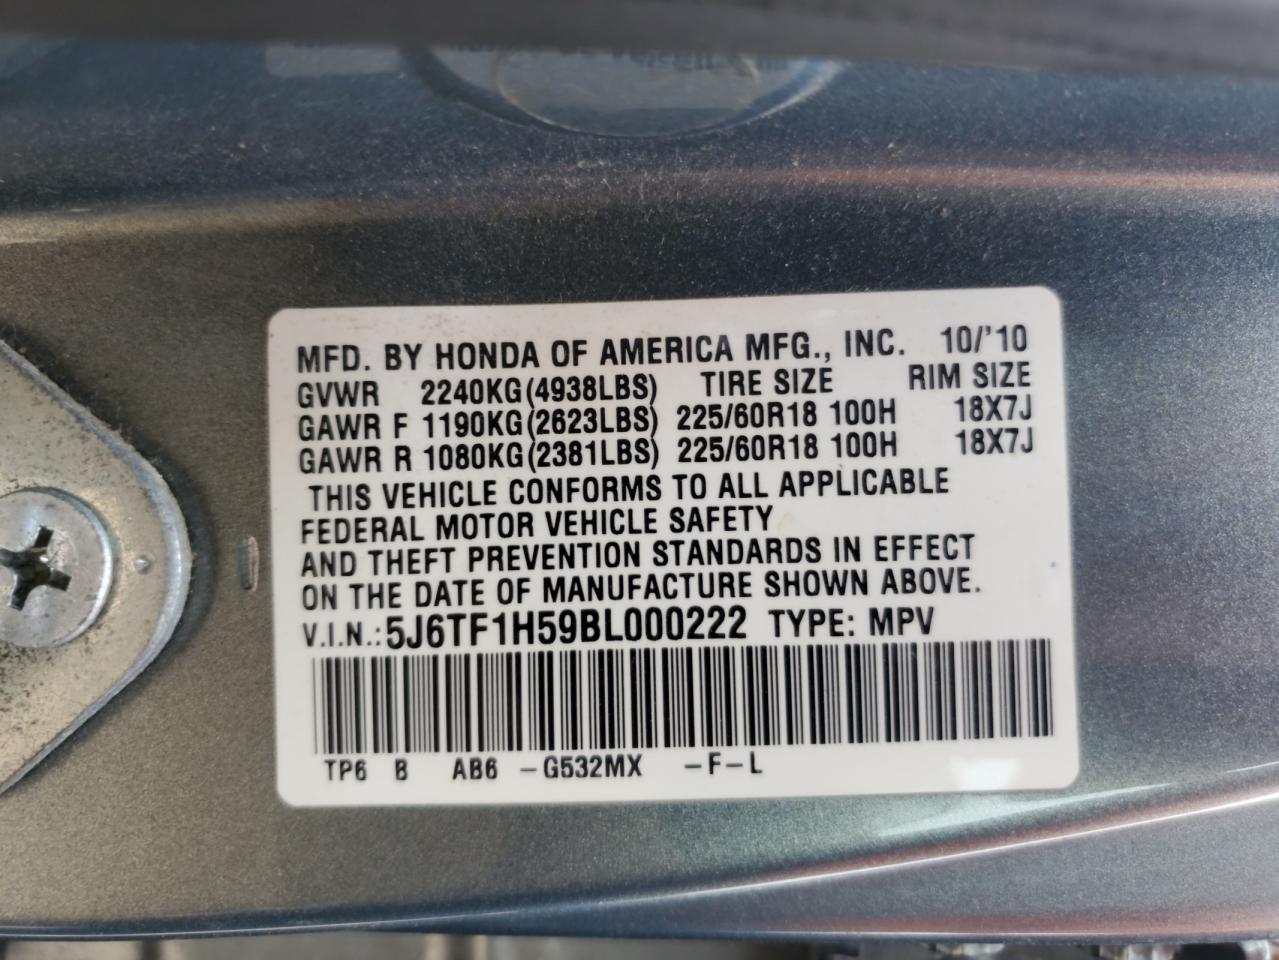 MFD. BY HONDA OF AMERICA MFG., INC. 10/'10
GVWR 2240KG(4938LBS) TIRE SIZE RIM SIZE
GAWR F 1190KG(2623LBS) 225/60R18 100H 18X7J
GAWR R 1080KG(2381LBS) 225/60R18 100H 18X7J
THIS VEHICLE CONFORMS TO ALL APPLICABLE
FEDERAL MOTOR VEHICLE SAFETY
AND THEFT PREVENTION STANDARDS IN EFFECT
ON THE DATE OF MANUFACTURE SHOWN ABOVE.
V.I.N.: 5J6TF1H59BL000222 TYPE: MPV
TP6 B AB6 -G532MX -F-L